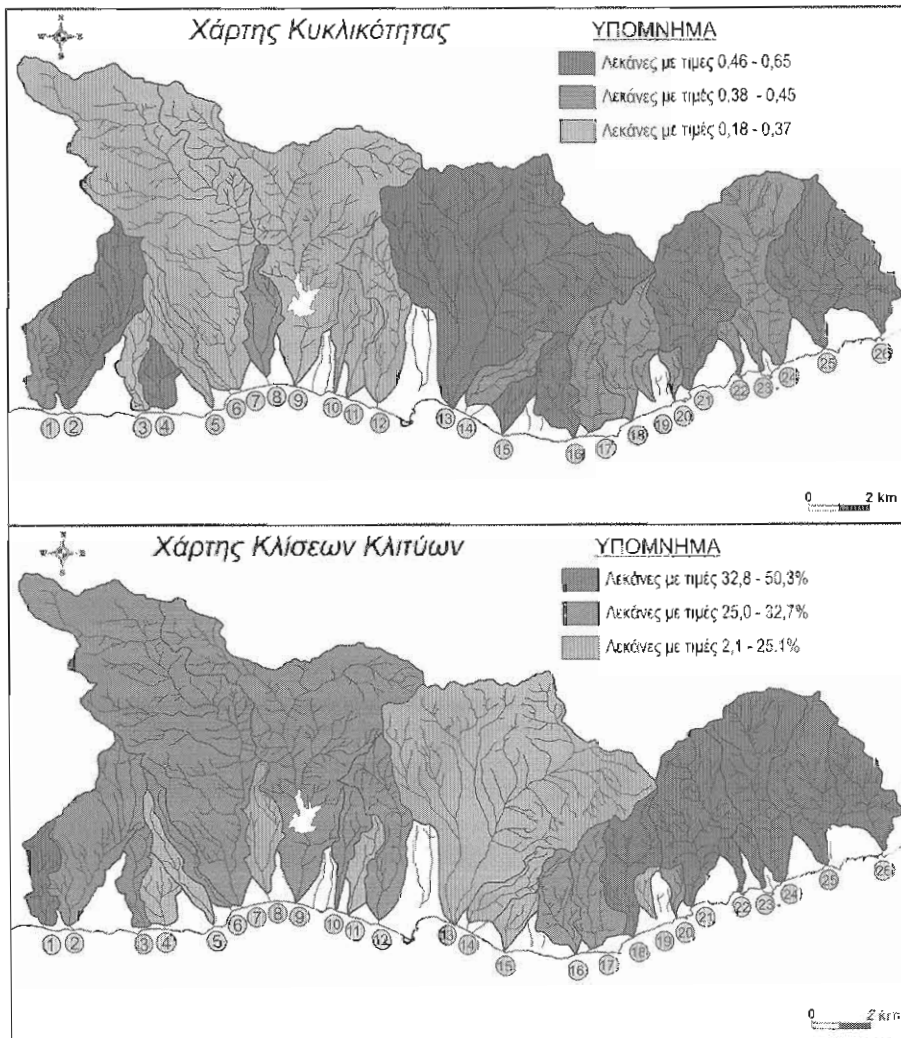 Χάρτης Κυκλικότητας
ΥΠΟΜΝΗΜΑ
Λεκάνες με τιμες 0,46 - 0,65
Λεκάνες με τιμές 0,38 - 0,45
Λεκάνες με τιμές 0,18 - 0,37
N
W E
S
1 2 3 4 5 6 7 8 9 10 11 12 13 14 15 16 17 18 19 20 21 22 23 24 25 26
0 2 km
Χάρτης Κλίσεων Κλιτύων
ΥΠΟΜΝΗΜΑ
Λεκάνες με τιμές 32,8 - 50,3%
Λεκάνες με τιμές 25,0 - 32,7%
Λεκάνες με τιμές 2,1 - 25.1%
N
W E
S
1 2 3 4 5 6 7 8 9 10 11 12 13 14 15 16 17 18 19 20 21 22 23 24 25 26
0 2 km